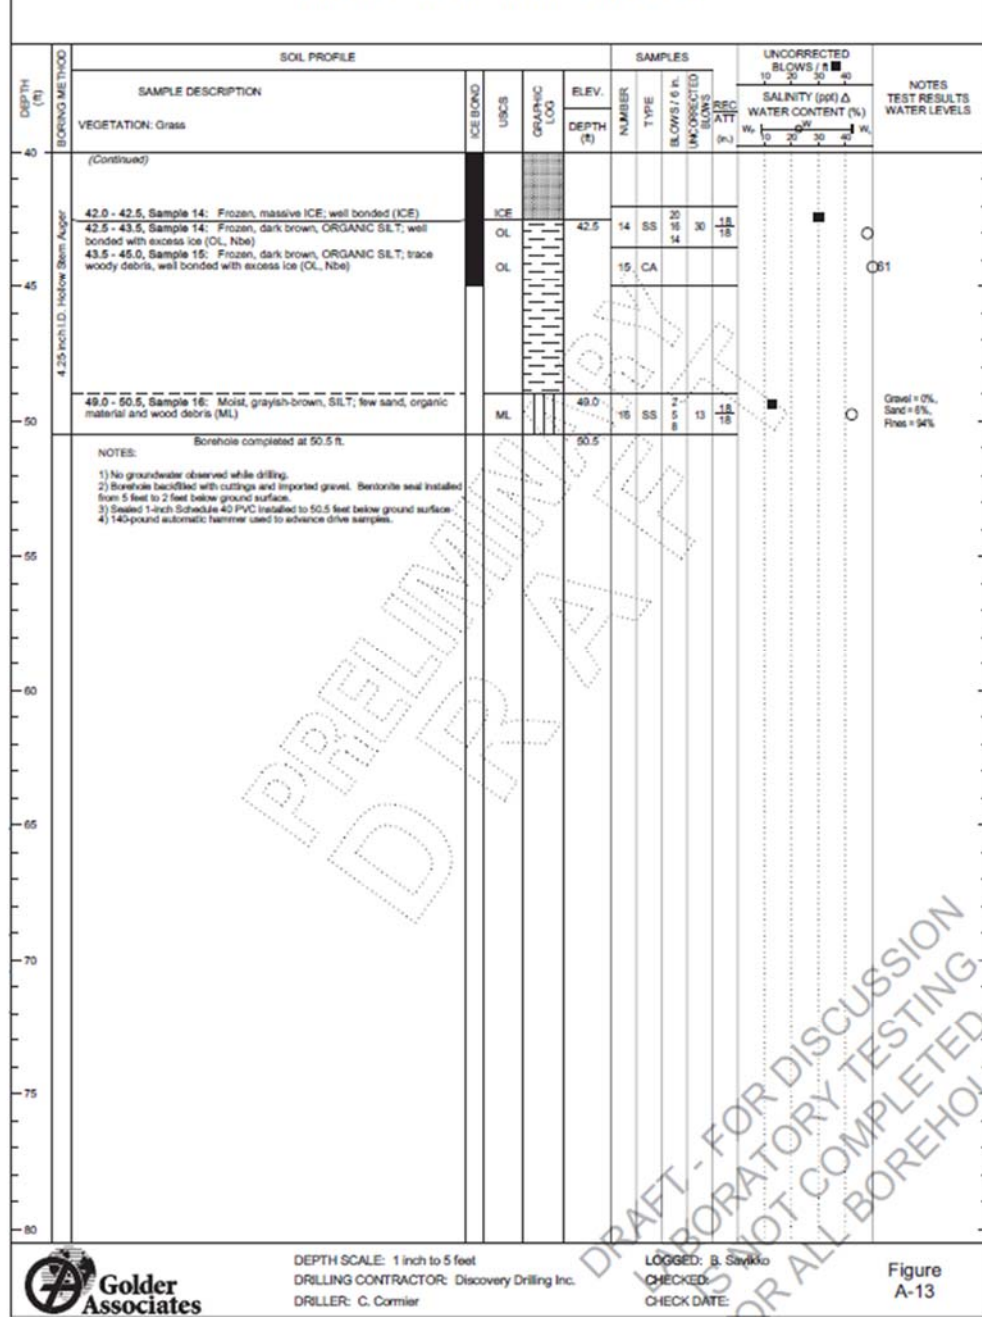 SOIL PROFILE
SAMPLES
UNCORRECTED
BLOWS / ft ■
10 20 30 40
DEPTH
(ft)
BORING METHOD
SAMPLE DESCRIPTION
VEGETATION: Grass
ICE BOND
USCS
GRAPHIC
LOG
ELEV.
DEPTH
(ft)
NUMBER
TYPE
BLOWS / 6 in.
UNCORRECTED
BLOWS
REC
ATT
(in.)
SALINITY (ppt) Δ
WATER CONTENT (%)
Wp W WL
10 20 30 40
NOTES
TEST RESULTS
WATER LEVELS
40
(Continued)
4.25 inch I.D. Hollow Stem Auger
42.0 - 42.5, Sample 14: Frozen, massive ICE; well bonded (ICE)
ICE
42.5 - 43.5, Sample 14: Frozen, dark brown, ORGANIC SILT; well
bonded with excess ice (OL, Nbe)
OL
42.5
14 SS
20
16
14
30
18
18
43.5 - 45.0, Sample 15: Frozen, dark brown, ORGANIC SILT; trace
woody debris, well bonded with excess ice (OL, Nbe)
OL
15 CA
61
45
49.0 - 50.5, Sample 16: Moist, grayish-brown, SILT; few sand, organic
material and wood debris (ML)
ML
49.0
16 SS
2
5
8
13
18
18
Gravel = 0%,
Sand = 6%,
Fines = 94%
50
Borehole completed at 50.5 ft.
50.5
NOTES:
1) No groundwater observed while drilling.
2) Borehole backfilled with cuttings and imported gravel. Bentonite seal installed
from 5 feet to 2 feet below ground surface.
3) Sealed 1-inch Schedule 40 PVC installed to 50.5 feet below ground surface
4) 140-pound automatic hammer used to advance drive samples.
55
60
65
70
75
80
PRELIMINARY
DRAFT
DRAFT - FOR DISCUSSION
LABORATORY TESTING
IS NOT COMPLETED
FOR ALL BOREHOL
Golder
Associates
DEPTH SCALE: 1 inch to 5 feet
DRILLING CONTRACTOR: Discovery Drilling Inc.
DRILLER: C. Cormier
LOGGED: B. Savikko
CHECKED:
CHECK DATE:
Figure
A-13